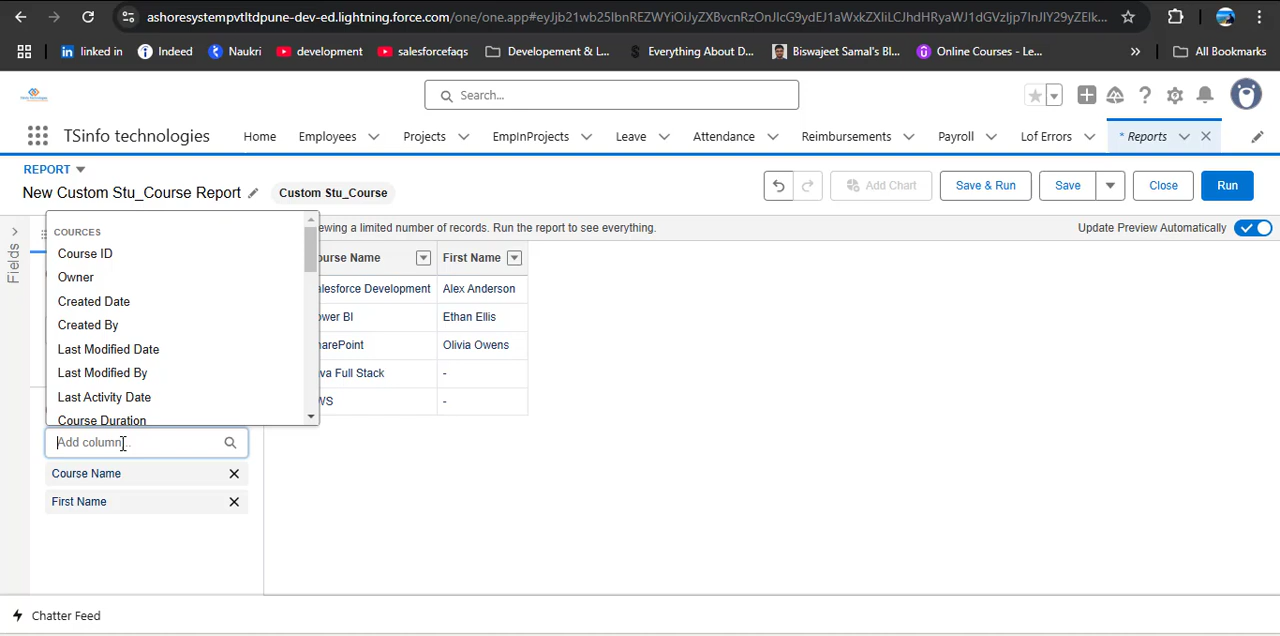 ashoresystempvtltdpune-dev-ed.lightning.force.com/one/one.app#
linked in
Indeed
Naukri
development
salesforcefaqs
Developement & L...
Everything About D...
Biswajeet Samal's Bl...
Online Courses - Le...
All Bookmarks
Search...
TSinfo technologies
Home
Employees
Projects
EmpInProjects
Leave
Attendance
Reimbursements
Payroll
Lof Errors
* Reports
REPORT
New Custom Stu_Course Report
Custom Stu_Course
Add Chart
Save & Run
Save
Close
Run
Fields
ewing a limited number of records. Run the report to see everything.
Update Preview Automatically
COURCES
Course ID
Owner
Created Date
Created By
Last Modified Date
Last Modified By
Last Activity Date
Course Duration
Add column...
Course Name
First Name
ourse Name First Name
alesforce Development Alex Anderson
ower BI Ethan Ellis
harePoint Olivia Owens
va Full Stack -
WS -
Chatter Feed